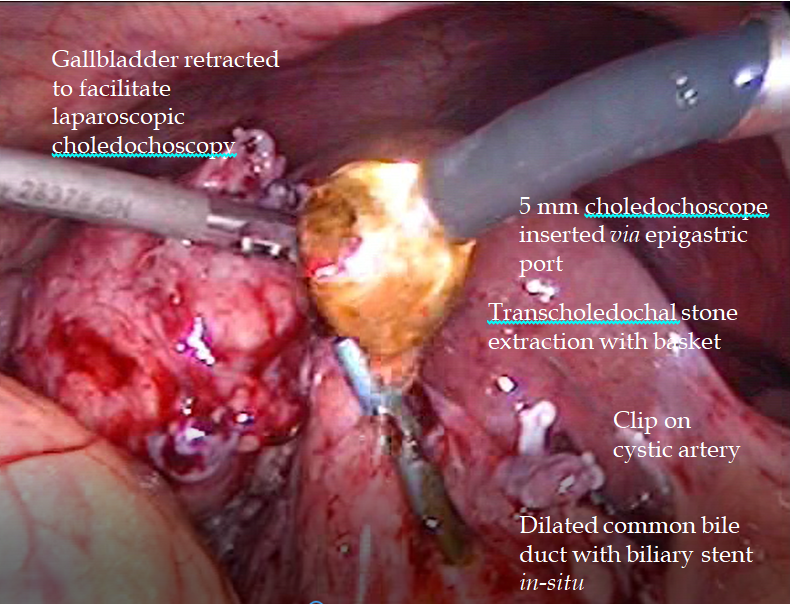 Gallbladder retracted
to facilitate
laparoscopic
choledochoscopy
5 mm choledochoscope
inserted via epigastric
port
Transcholedochal stone
extraction with basket
Clip on
cystic artery
Dilated common bile
duct with biliary stent
in-situ